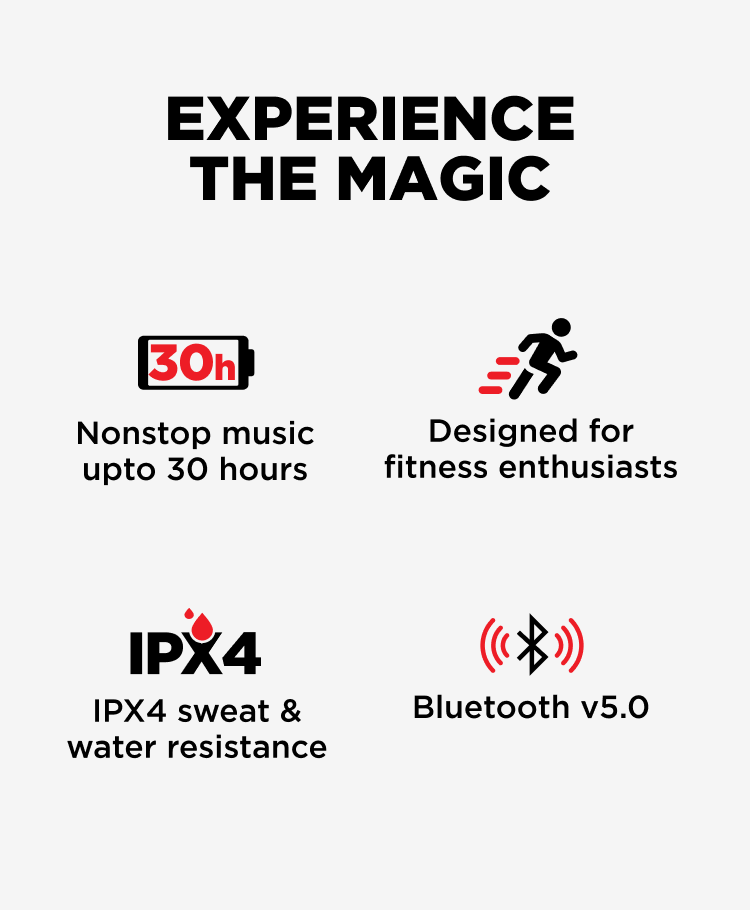 EXPERIENCE
THE MAGIC
30h
Nonstop music
upto 30 hours
Designed for
fitness enthusiasts
IPX4
IPX4 sweat &
water resistance
Bluetooth v5.0